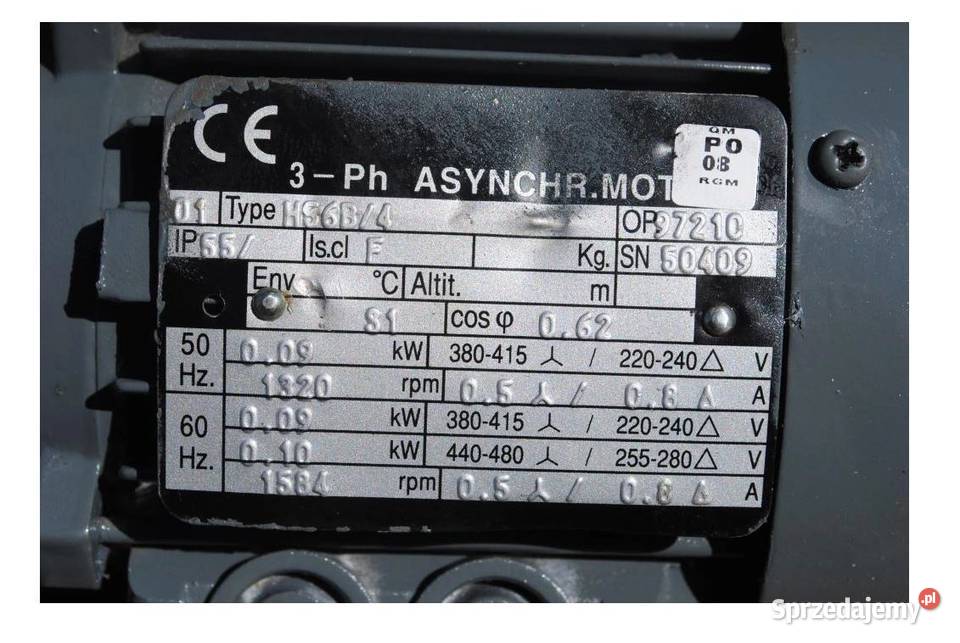 CE
3-Ph ASYNCHR.MOT
QM
PO
08
RGM
01 Type HS6B/4 OP 97210
IP 55/ Is.cl F Kg. SN 50409
Env °C Altit. m
S1 cos φ 0.62
50 Hz. 0.09 kW 380-415 Y / 220-240 Δ V
1320 rpm 0.5 Y / 0.8 Δ A
60 Hz. 0.09 kW 380-415 Y / 220-240 Δ V
0.10 kW 440-480 Y / 255-280 Δ V
1584 rpm 0.5 Y / 0.8 Δ A
Sprzedajemy .pl